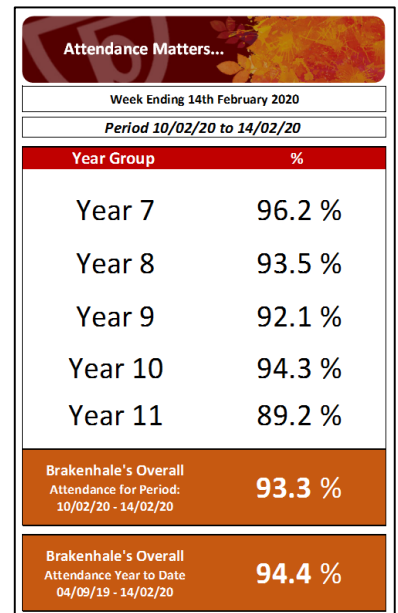 Attendance Matters...
Week Ending 14th February 2020
Period 10/02/20 to 14/02/20
Year Group %
Year 7 96.2 %
Year 8 93.5 %
Year 9 92.1 %
Year 10 94.3 %
Year 11 89.2 %
Brakenhale's Overall
Attendance for Period:
10/02/20 - 14/02/20
93.3 %
Brakenhale's Overall
Attendance Year to Date
04/09/19 - 14/02/20
94.4 %